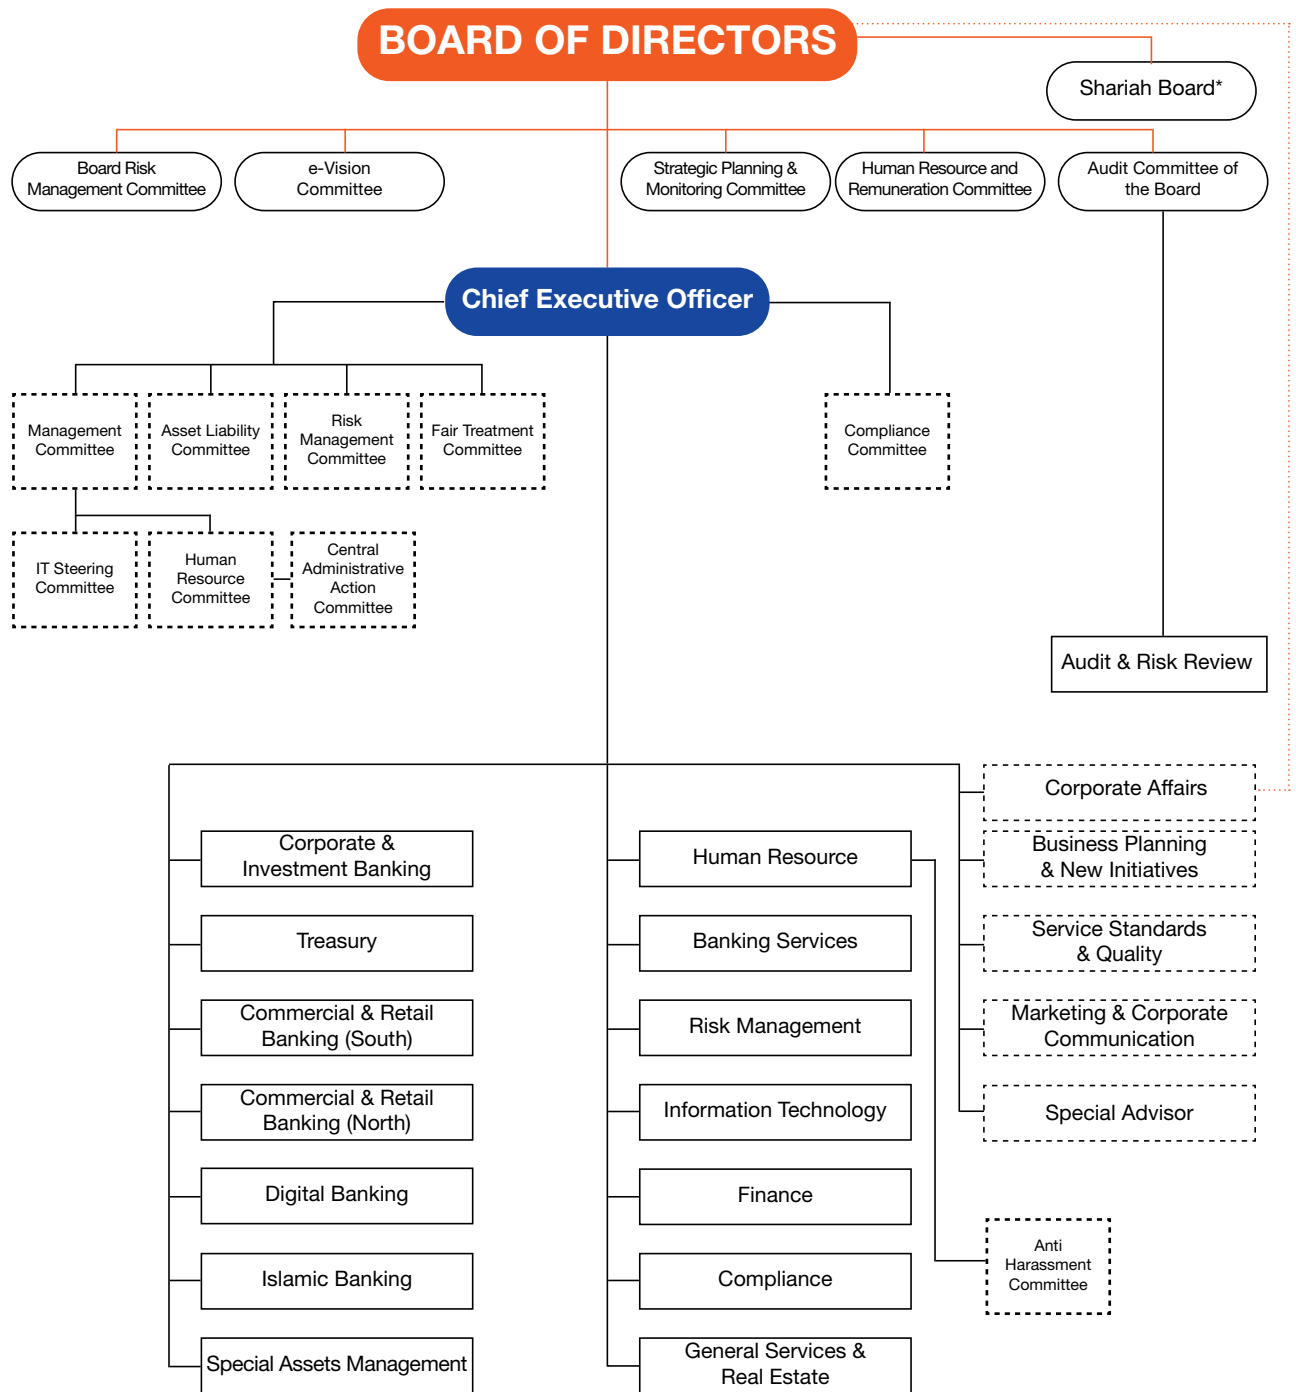 BOARD OF DIRECTORS
Shariah Board*
Board Risk
Management Committee
e-Vision
Committee
Strategic Planning &
Monitoring Committee
Human Resource and
Remuneration Committee
Audit Committee of
the Board
Chief Executive Officer
Management
Committee
Asset Liability
Committee
Risk
Management
Committee
Fair Treatment
Committee
Compliance
Committee
IT Steering
Committee
Human
Resource
Committee
Central
Administrative
Action
Committee
Audit & Risk Review
Corporate &
Investment Banking
Treasury
Commercial & Retail
Banking (South)
Commercial & Retail
Banking (North)
Digital Banking
Islamic Banking
Special Assets Management
Human Resource
Banking Services
Risk Management
Information Technology
Finance
Compliance
General Services &
Real Estate
Corporate Affairs
Business Planning
& New Initiatives
Service Standards
& Quality
Marketing & Corporate
Communication
Special Advisor
Anti
Harassment
Committee